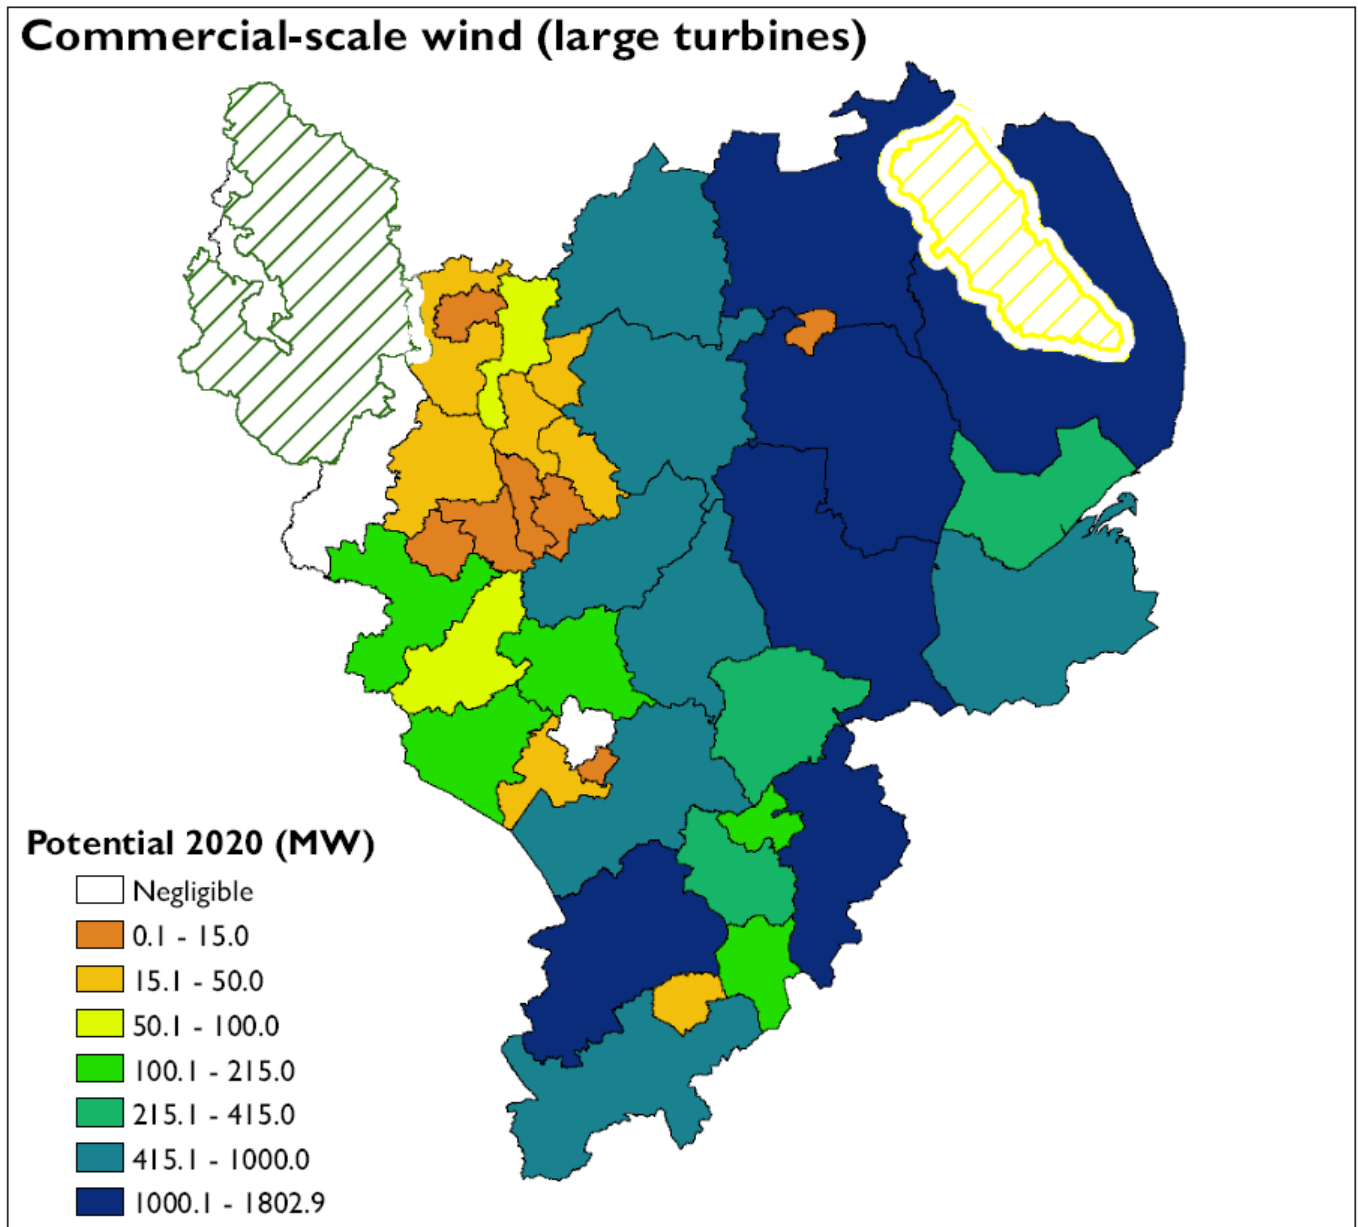 Commercial-scale wind (large turbines)
Potential 2020 (MW)
Negligible
0.1 - 15.0
15.1 - 50.0
50.1 - 100.0
100.1 - 215.0
215.1 - 415.0
415.1 - 1000.0
1000.1 - 1802.9